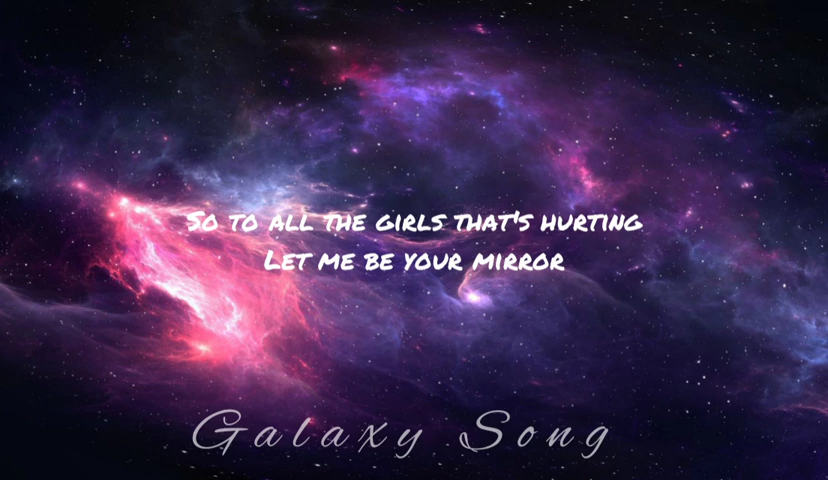 So to all the girls that's hurting
Let me be your mirror
Galaxy Song